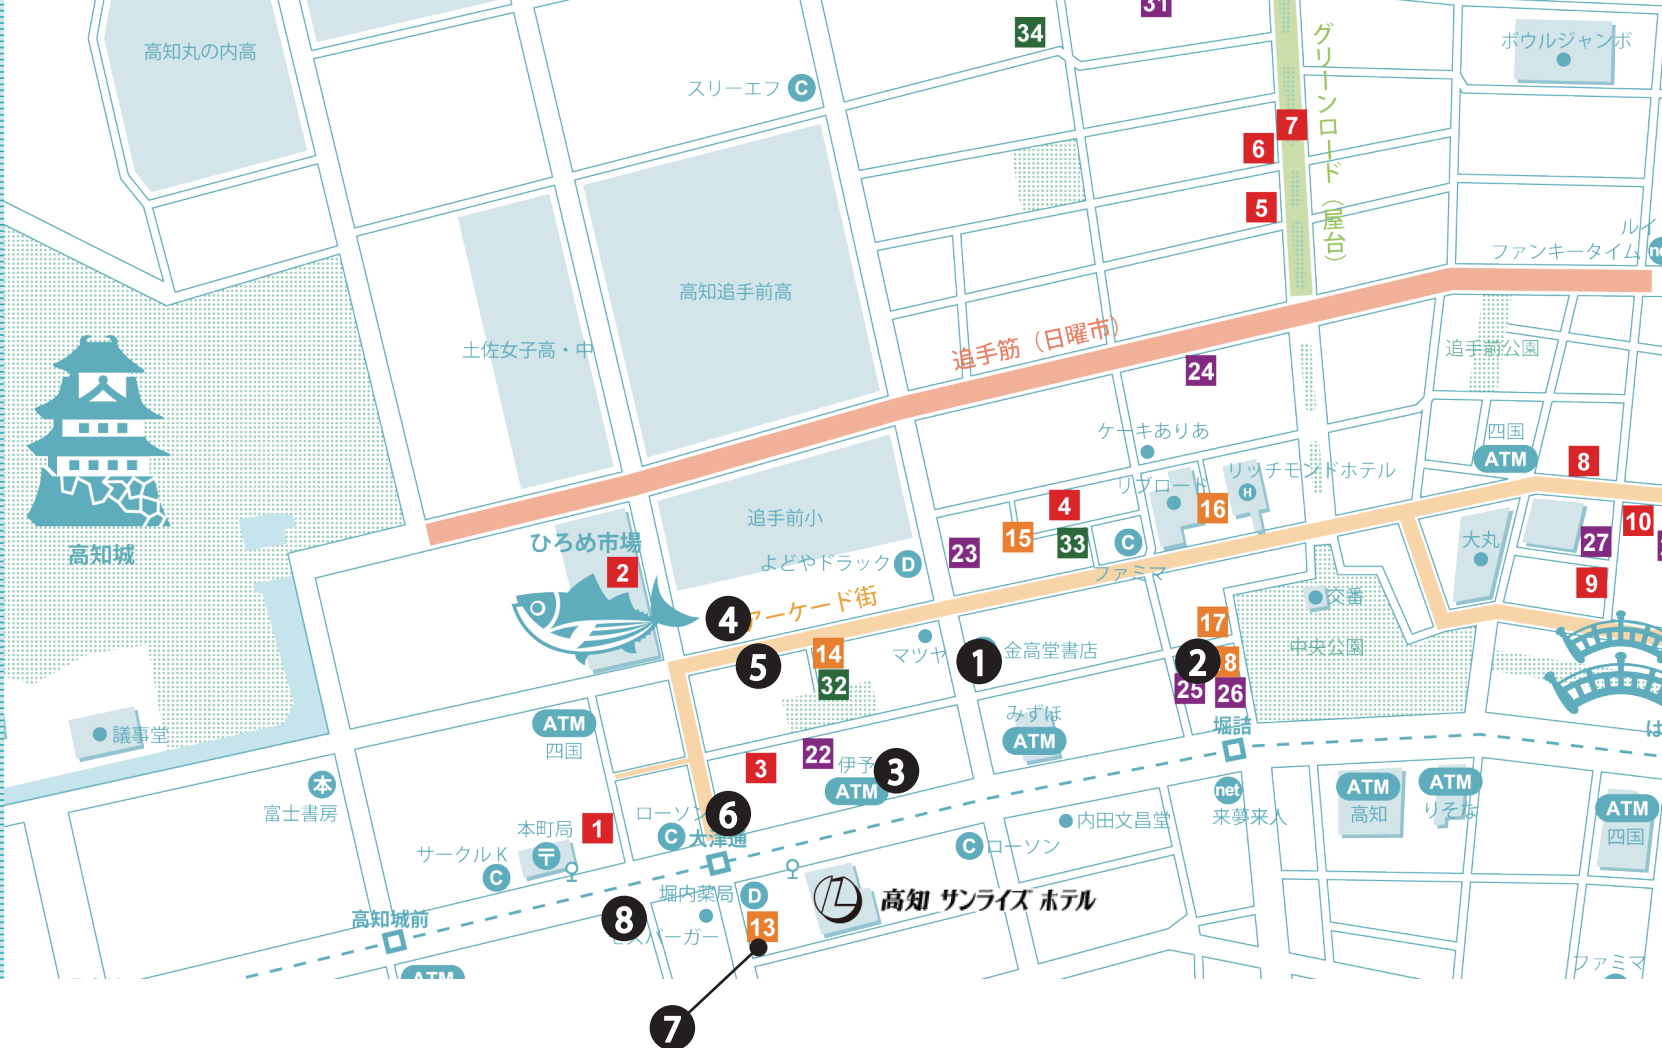 31
34
グリーンロード（屋台）
ボウルジャンボ
高知丸の内高
スリーエフ C
7
6
5
ルイ
ファンキータイム
高知追手前高
土佐女子高・中
追手筋（日曜市）
追手前公園
24
ケーキありあ
四国
ATM
8
リッチモンドホテル
H
リブロード
16
4
15
33
C
ファミマ
23
追手前小
よどやドラッグ D
ひろめ市場
2
高知城
大丸
27
10
9
交番
中央公園
アーケード街
4
5
14
32
マツヤ
1
金高堂書店
17
2
8
25
26
堀詰
みずほ
ATM
議事堂
ATM
四国
3
22
伊予
ATM
3
本
富士書房
ローソン
C
6
大津通
本町局
1
〒
サークルK
C
net
来夢来人
内田文昌堂
C ローソン
ATM
高知
ATM
りそな
ATM
四国
は
堀内薬局 D
高知 サンライズ ホテル
高知城前
8
モスバーガー
13
7
ATM
ファミマ